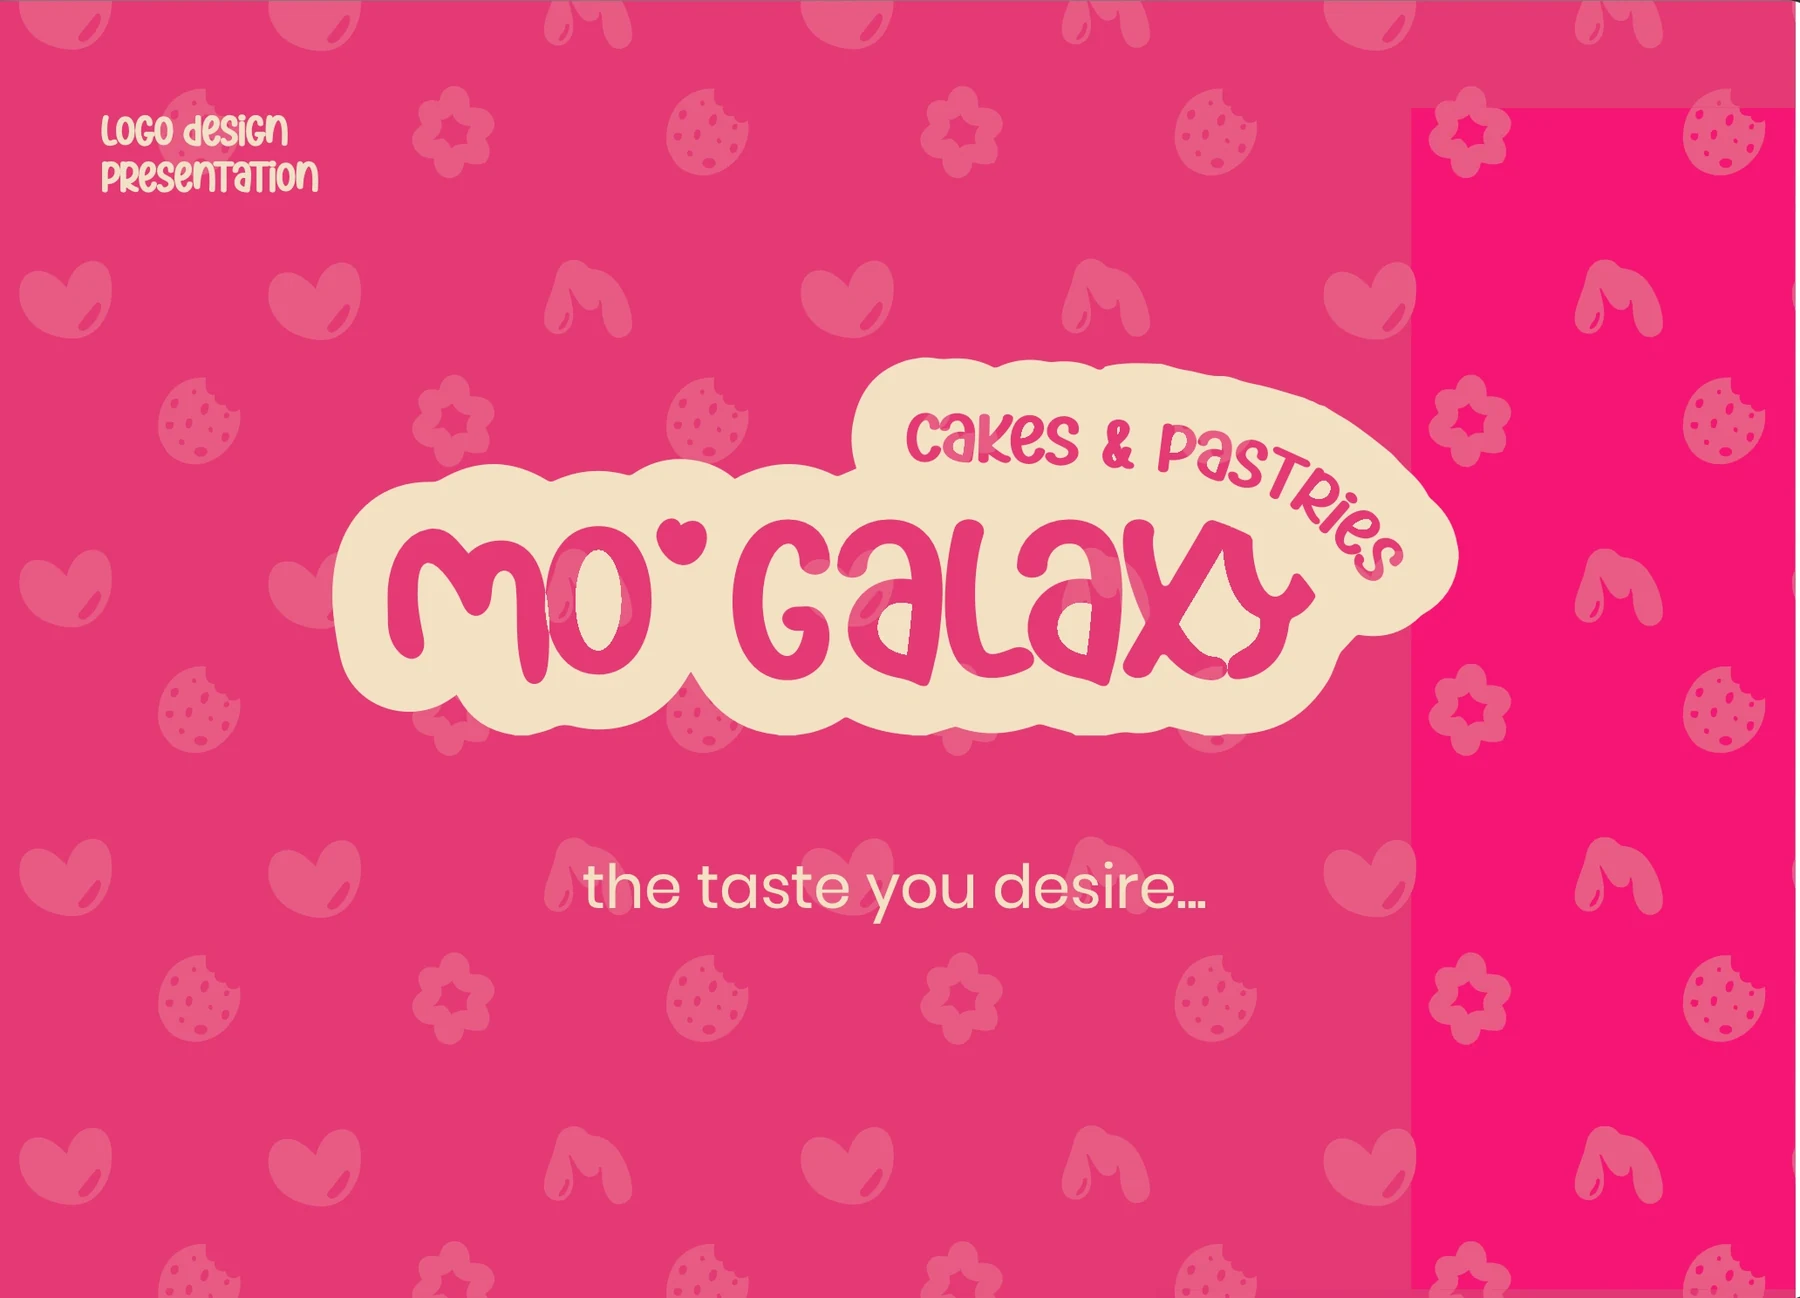 LOGO design
PRESENTATION
cakes & PASTRies
MO GaLaXy
the taste you desire...